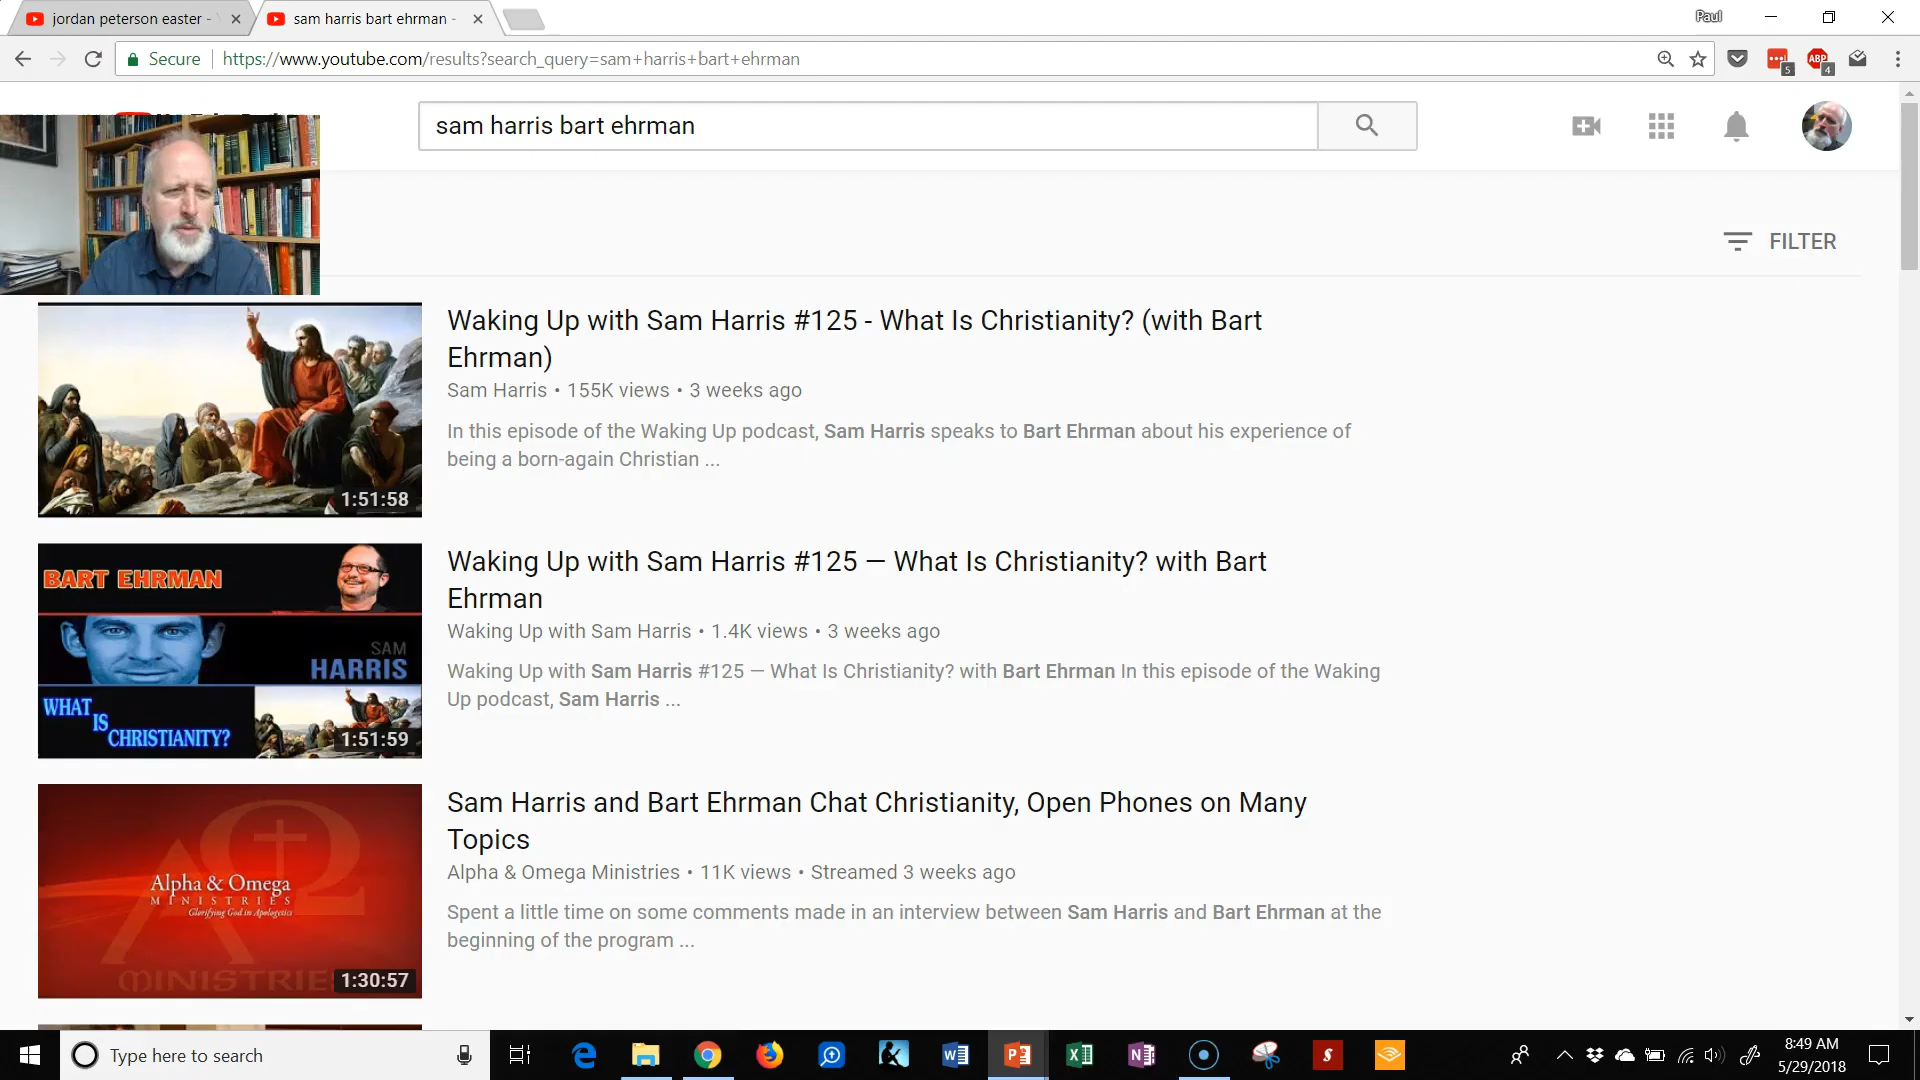 jordan peterson easter -
sam harris bart ehrman -
Paul
Secure
https://www.youtube.com/results?search_query=sam+harris+bart+ehrman
5
ABP
4
sam harris bart ehrman
FILTER
Waking Up with Sam Harris #125 - What Is Christianity? (with Bart
Ehrman)
Sam Harris • 155K views • 3 weeks ago
In this episode of the Waking Up podcast, Sam Harris speaks to Bart Ehrman about his experience of
being a born-again Christian ...
1:51:58
BART EHRMAN
SAM
HARRIS
WHAT
IS
CHRISTIANITY?
1:51:59
Waking Up with Sam Harris #125 — What Is Christianity? with Bart
Ehrman
Waking Up with Sam Harris • 1.4K views • 3 weeks ago
Waking Up with Sam Harris #125 — What Is Christianity? with Bart Ehrman In this episode of the Waking
Up podcast, Sam Harris ...
Alpha & Omega
MINISTRIES
Glorifying God in Apologetics
1:30:57
Sam Harris and Bart Ehrman Chat Christianity, Open Phones on Many
Topics
Alpha & Omega Ministries • 11K views • Streamed 3 weeks ago
Spent a little time on some comments made in an interview between Sam Harris and Bart Ehrman at the
beginning of the program ...
Type here to search
8:49 AM
5/29/2018